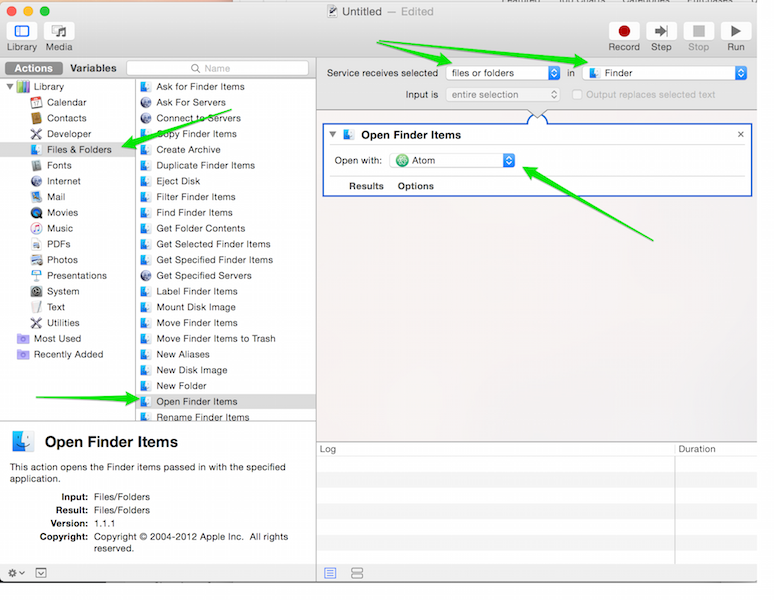 Untitled — Edited
Library Media
Record Step Stop Run
Actions Variables Name
Library
Calendar
Contacts
Developer
Files & Folders
Fonts
Internet
Mail
Movies
Music
PDFs
Photos
Presentations
System
Text
Utilities
Most Used
Recently Added
Ask for Finder Items
Ask For Servers
Connect to Servers
Copy Finder Items
Create Archive
Duplicate Finder Items
Eject Disk
Filter Finder Items
Find Finder Items
Get Folder Contents
Get Selected Finder Items
Get Specified Finder Items
Get Specified Servers
Label Finder Items
Mount Disk Image
Move Finder Items
Move Finder Items to Trash
New Aliases
New Disk Image
New Folder
Open Finder Items
Rename Finder Items
Service receives selected files or folders in Finder
Input is entire selection Output replaces selected text
Open Finder Items
Open with: Atom
Results Options
Open Finder Items
This action opens the Finder items passed in with the specified
application.
Input: Files/Folders
Result: Files/Folders
Version: 1.1.1
Copyright: Copyright © 2004-2012 Apple Inc. All rights
reserved.
Log Duration